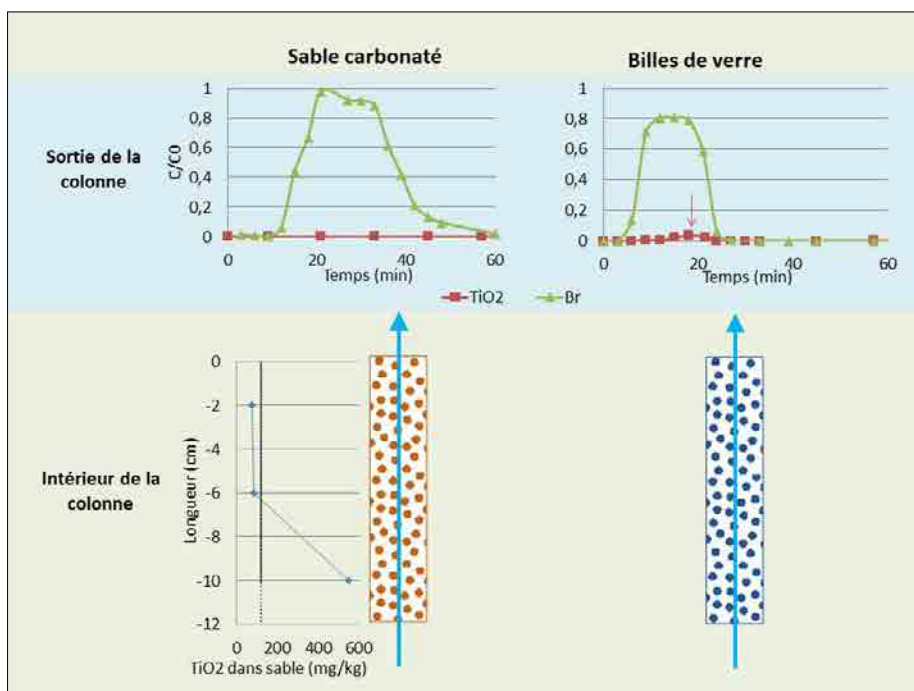 Sable carbonaté
Billes de verre
Sortie de la
colonne
C/C0
1
0,8
0,6
0,4
0,2
0
0 20 40 60
Temps (min)
1
0,8
0,6
0,4
0,2
0
0 20 40 60
Temps (min)
TiO2 Br
Intérieur de la
colonne
Longueur (cm)
0
-2
-4
-6
-8
-10
-12
0 200 400 600
TiO2 dans sable (mg/kg)